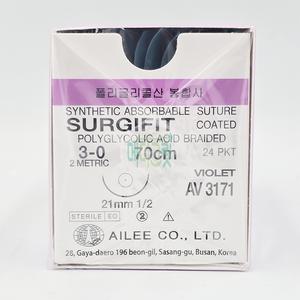 폴리글리콜산 봉합사
SYNTHETIC ABSORBABLE SUTURE
SURGIFIT COATED
POLYGLYCOLIC ACID BRAIDED
3-0 70cm 24 PKT
2 METRIC
VIOLET
AV 3171
21mm 1/2
STERILE EO
AILEE CO., LTD.
28, Gaya-daero 196 beon-gil, Sasang-gu, Busan, Korea